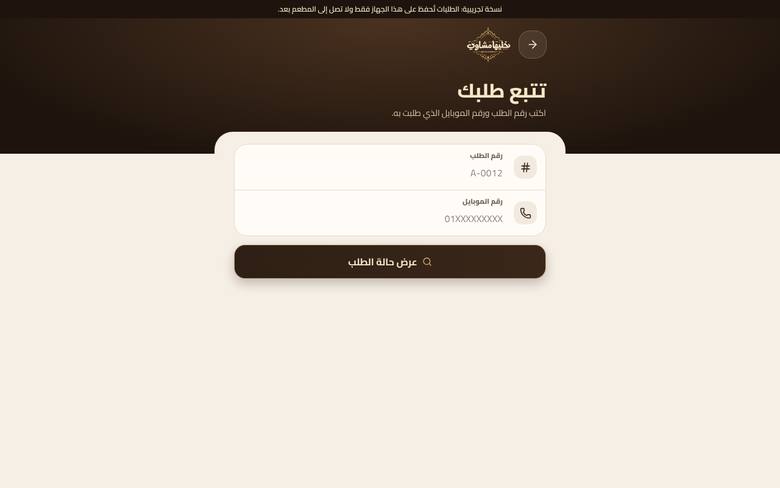 نسخة تجريبية: الطلبات تُحفظ على هذا الجهاز فقط ولا تصل إلى المطعم بعد.
خليها مشاوي
تتبع طلبك
اكتب رقم الطلب ورقم الموبايل الذي طلبت به.
رقم الطلب
A-0012
رقم الموبايل
01XXXXXXXXX
عرض حالة الطلب